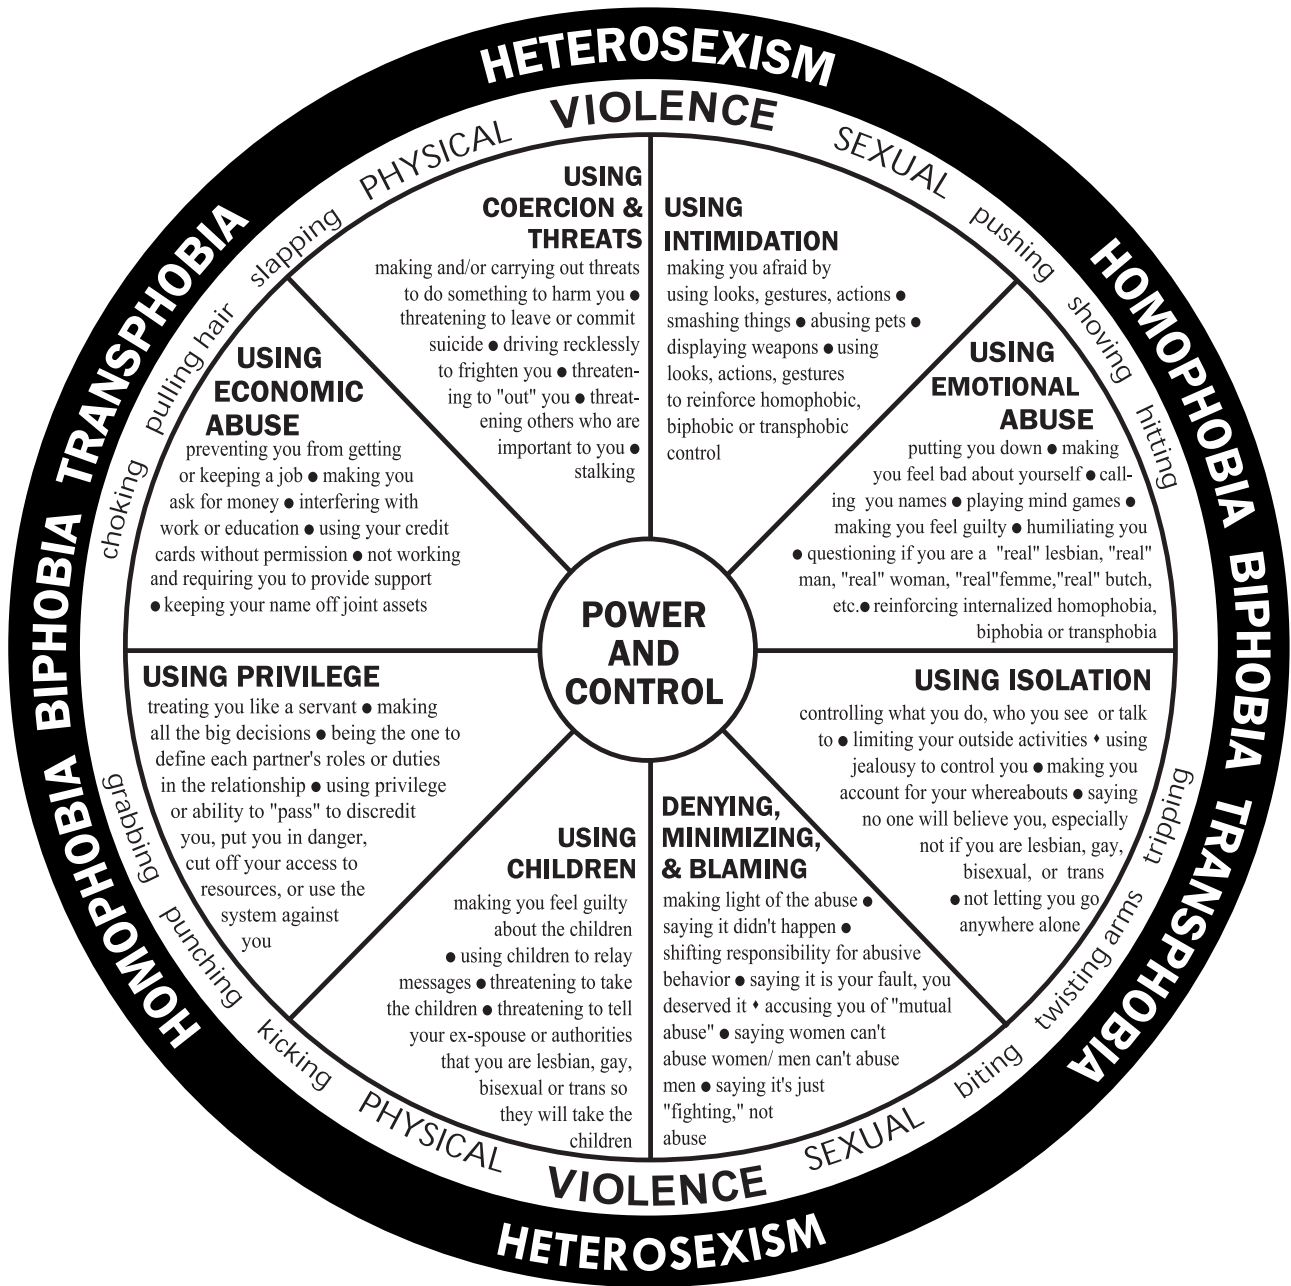 HETEROSEXISM
HOMOPHOBIA BIPHOBIA TRANSPHOBIA
HETEROSEXISM
HOMOPHOBIA BIPHOBIA TRANSPHOBIA
PHYSICAL VIOLENCE SEXUAL
pushing shoving hitting
tripping twisting arms biting
PHYSICAL VIOLENCE SEXUAL
kicking punching grabbing
choking pulling hair slapping
USING
COERCION &
THREATS
making and/or carrying out threats
to do something to harm you ●
threatening to leave or commit
suicide ● driving recklessly
to frighten you ● threaten-
ing to "out" you ● threat-
ening others who are
important to you ●
stalking
USING
INTIMIDATION
making you afraid by
using looks, gestures, actions ●
smashing things ● abusing pets ●
displaying weapons ● using
looks, actions, gestures
to reinforce homophobic,
biphobic or transphobic
control
USING
EMOTIONAL
ABUSE
putting you down ● making
you feel bad about yourself ● call-
ing you names ● playing mind games ●
making you feel guilty ● humiliating you
● questioning if you are a "real" lesbian, "real"
man, "real" woman, "real"femme,"real" butch,
etc.● reinforcing internalized homophobia,
biphobia or transphobia
USING ISOLATION
controlling what you do, who you see or talk
to ● limiting your outside activities ♦ using
jealousy to control you ● making you
account for your whereabouts ● saying
no one will believe you, especially
not if you are lesbian, gay,
bisexual, or trans
● not letting you go
anywhere alone
DENYING,
MINIMIZING,
& BLAMING
making light of the abuse ●
saying it didn't happen ●
shifting responsibility for abusive
behavior ● saying it is your fault, you
deserved it ♦ accusing you of "mutual
abuse" ● saying women can't
abuse women/ men can't abuse
men ● saying it's just
"fighting," not
abuse
USING
CHILDREN
making you feel guilty
about the children
● using children to relay
messages ● threatening to take
the children ● threatening to tell
your ex-spouse or authorities
that you are lesbian, gay,
bisexual or trans so
they will take the
children
USING PRIVILEGE
treating you like a servant ● making
all the big decisions ● being the one to
define each partner's roles or duties
in the relationship ● using privilege
or ability to "pass" to discredit
you, put you in danger,
cut off your access to
resources, or use the
system against
you
USING
ECONOMIC
ABUSE
preventing you from getting
or keeping a job ● making you
ask for money ● interfering with
work or education ● using your credit
cards without permission ● not working
and requiring you to provide support
● keeping your name off joint assets
POWER
AND
CONTROL